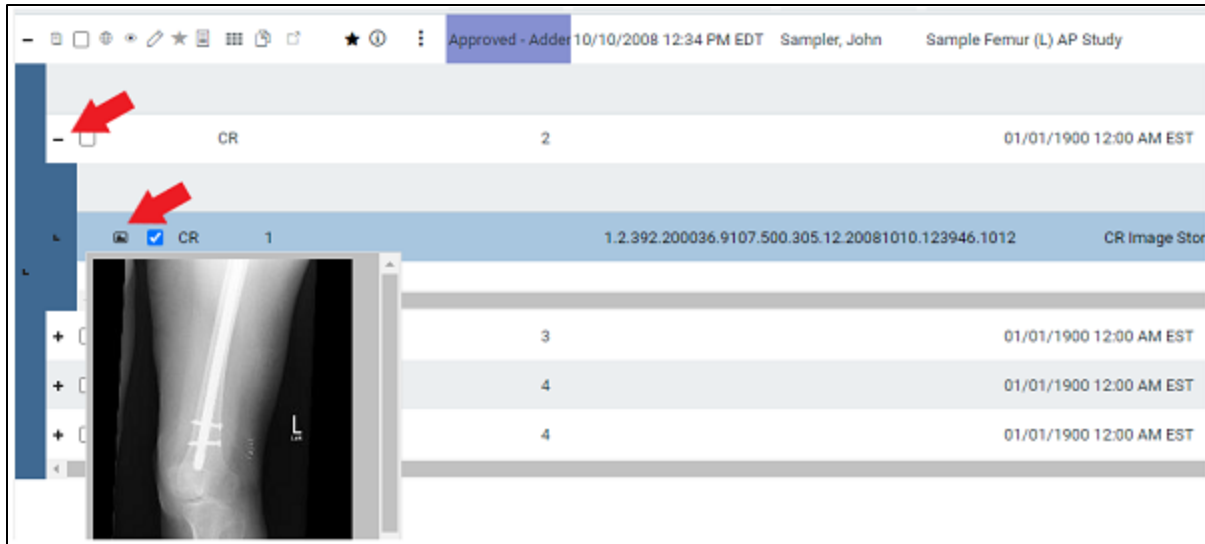 Approved - Adder 10/10/2008 12:34 PM EDT Sampler, John Sample Femur (L) AP Study
CR 2 01/01/1900 12:00 AM EST
CR 1 1.2.392.200036.9107.500.305.12.20081010.123946.1012 CR Image Stor
3 01/01/1900 12:00 AM EST
4 01/01/1900 12:00 AM EST
L
4 01/01/1900 12:00 AM EST